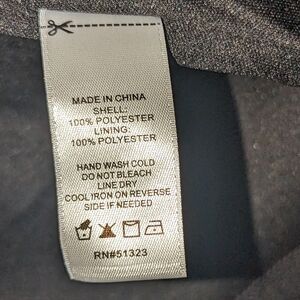 MADE IN CHINA
SHELL:
100% POLYESTER
LINING:
100% POLYESTER
HAND WASH COLD
DO NOT BLEACH
LINE DRY
COOL IRON ON REVERSE
SIDE IF NEEDED
RN#51323